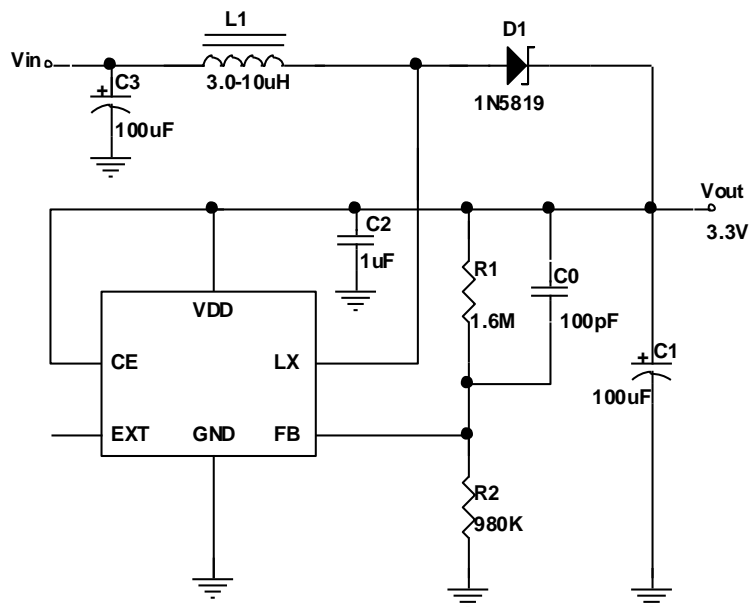 L1
D1
Vin
+ C3
3.0-10uH
1N5819
100uF
Vout
C2
3.3V
1uF
R1
C0
VDD
1.6M
100pF
CE
LX
+ C1
100uF
EXT
GND
FB
R2
980K